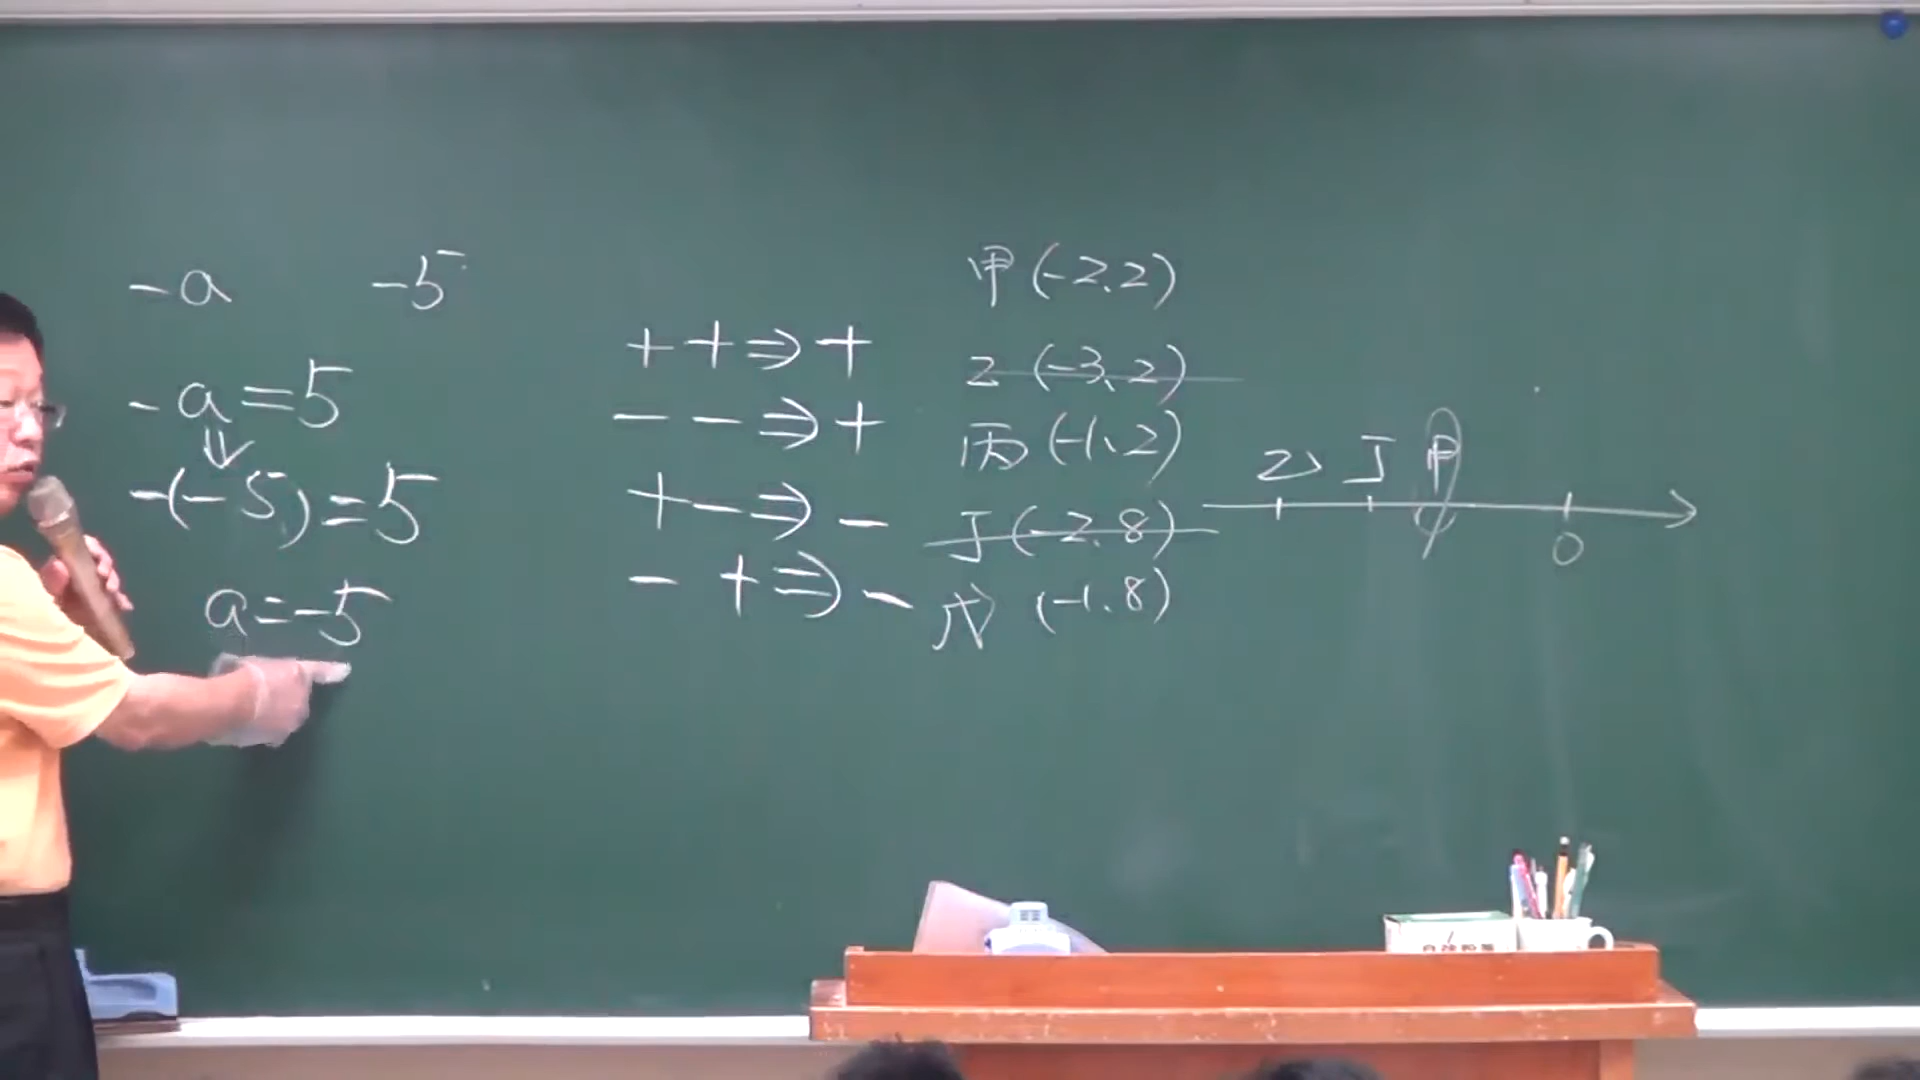 -a -5
-a=5
⇓
-(-5)=5
a=-5
++⇒+
--⇒+
+-⇒-
-+⇒-
甲(-2.2)
乙(-3.2)
丙(-1.2)
丁(-2.8)
戊(-1.8)
乙 丁 甲
0